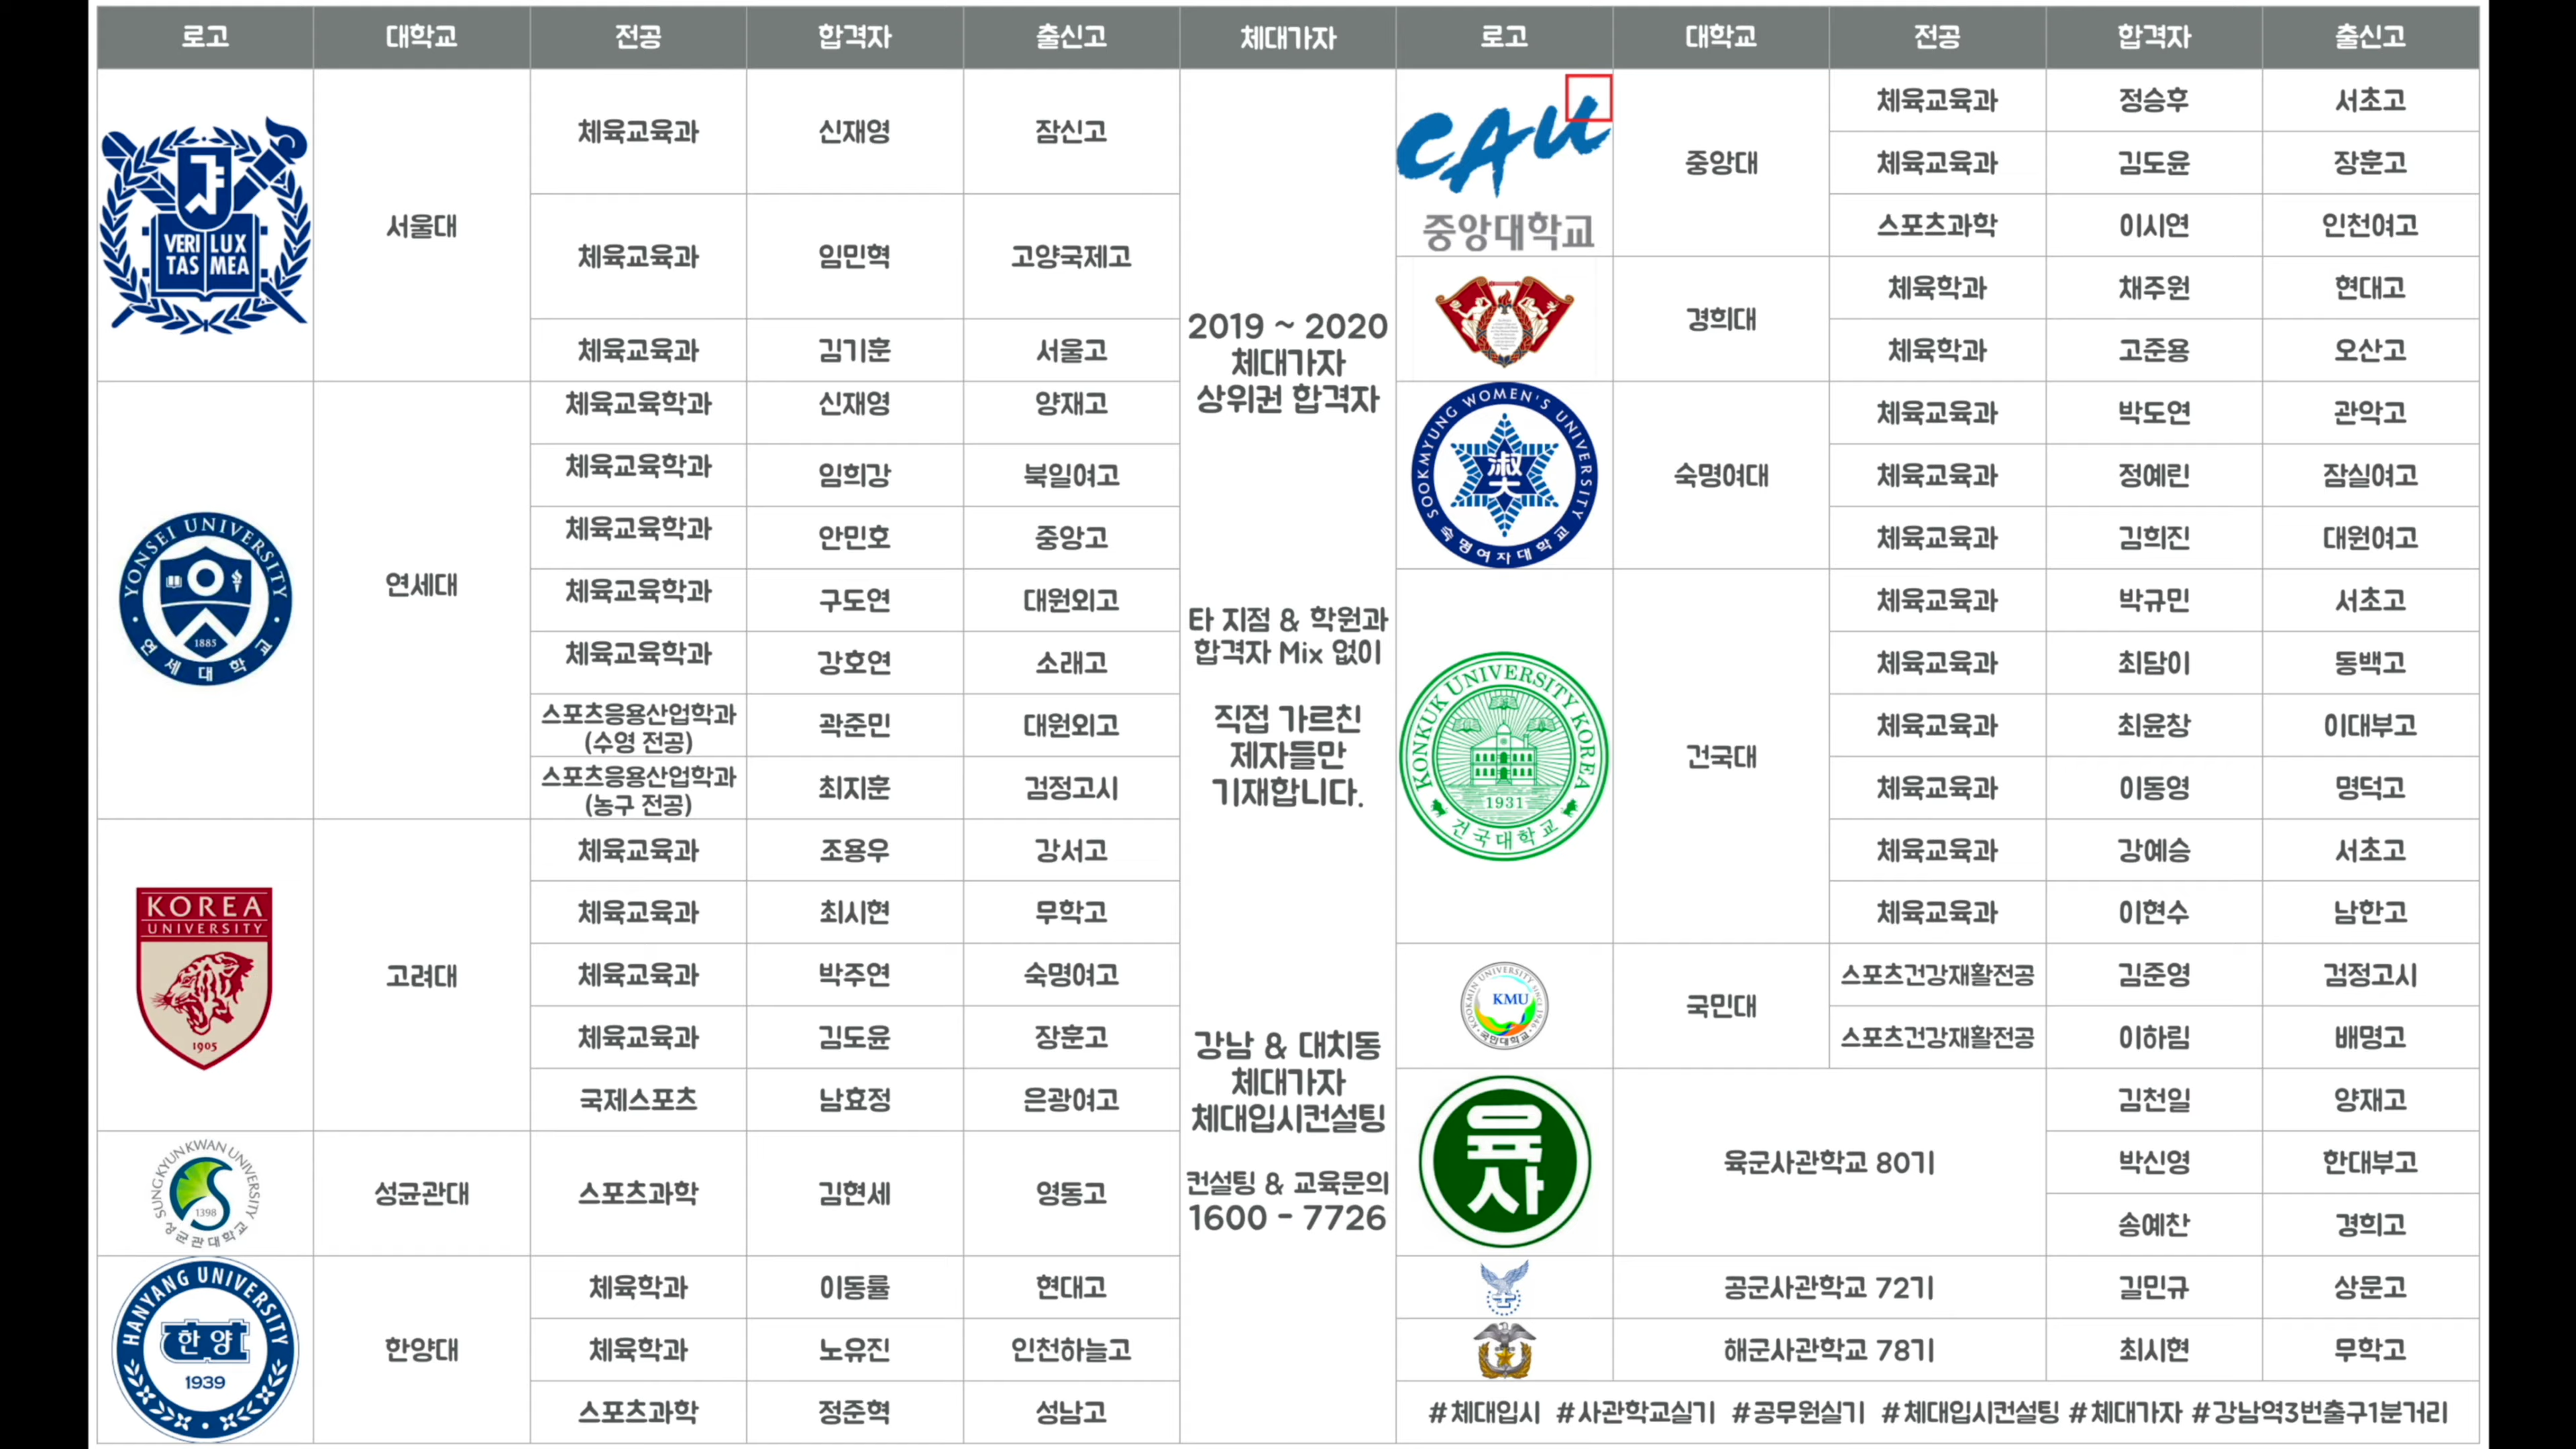 로고 대학교 전공 합격자 출신고 체대가자 로고 대학교 전공 합격자 출신고
VERI LUX
TAS MEA
서울대
체육교육과 신재영 잠신고
체육교육과 임민혁 고양국제고
체육교육과 김기훈 서울고
YONSEI UNIVERSITY
1885
연세대학교
연세대
체육교육학과 신재영 양재고
체육교육학과 임희강 북일여고
체육교육학과 안민호 중앙고
체육교육학과 구도연 대원외고
체육교육학과 강호연 소래고
스포츠응용산업학과
(수영 전공)
곽준민 대원외고
스포츠응용산업학과
(농구 전공)
최지훈 검정고시
KOREA
UNIVERSITY
1905
고려대
체육교육과 조용우 강서고
체육교육과 최시현 무학고
체육교육과 박주연 숙명여고
체육교육과 김도윤 장훈고
국제스포츠 남효정 은광여고
SUNGKYUNKWAN UNIVERSITY
1398
성균관대학교
성균관대 스포츠과학 김현세 영동고
HANYANG UNIVERSITY
한양
1939
한양대
체육학과 이동률 현대고
체육학과 노유진 인천하늘고
스포츠과학 정준혁 성남고
2019 ~ 2020
체대가자
상위권 합격자
타 지점 & 학원과
합격자 Mix 없이
직접 가르친
제자들만
기재합니다.
강남 & 대치동
체대가자
체대입시컨설팅
컨설팅 & 교육문의
1600 - 7726
CAU
중앙대학교
중앙대
체육교육과 정승후 서초고
체육교육과 김도윤 장훈고
스포츠과학 이시연 인천여고
경희대
체육학과 채주원 현대고
체육학과 고준용 오산고
SOOKMYUNG WOMEN'S UNIVERSITY
淑大
숙명여자대학교
숙명여대
체육교육과 박도연 관악고
체육교육과 정예린 잠실여고
체육교육과 김희진 대원여고
KONKUK UNIVERSITY KOREA
1931
건국대학교
건국대
체육교육과 박규민 서초고
체육교육과 최담이 동백고
체육교육과 최윤창 이대부고
체육교육과 이동영 명덕고
체육교육과 강예승 서초고
체육교육과 이현수 남한고
KOOKMIN UNIVERSITY SINCE 1946
KMU
국민대학교
국민대
스포츠건강재활전공 김준영 검정고시
스포츠건강재활전공 이하림 배명고
육사
육군사관학교 80기
김천일 양재고
박신영 한대부고
송예찬 경희고
공군사관학교 72기 길민규 상문고
해군사관학교 78기 최시현 무학고
#체대입시 #사관학교실기 #공무원실기 #체대입시컨설팅 #체대가자 #강남역3번출구1분거리